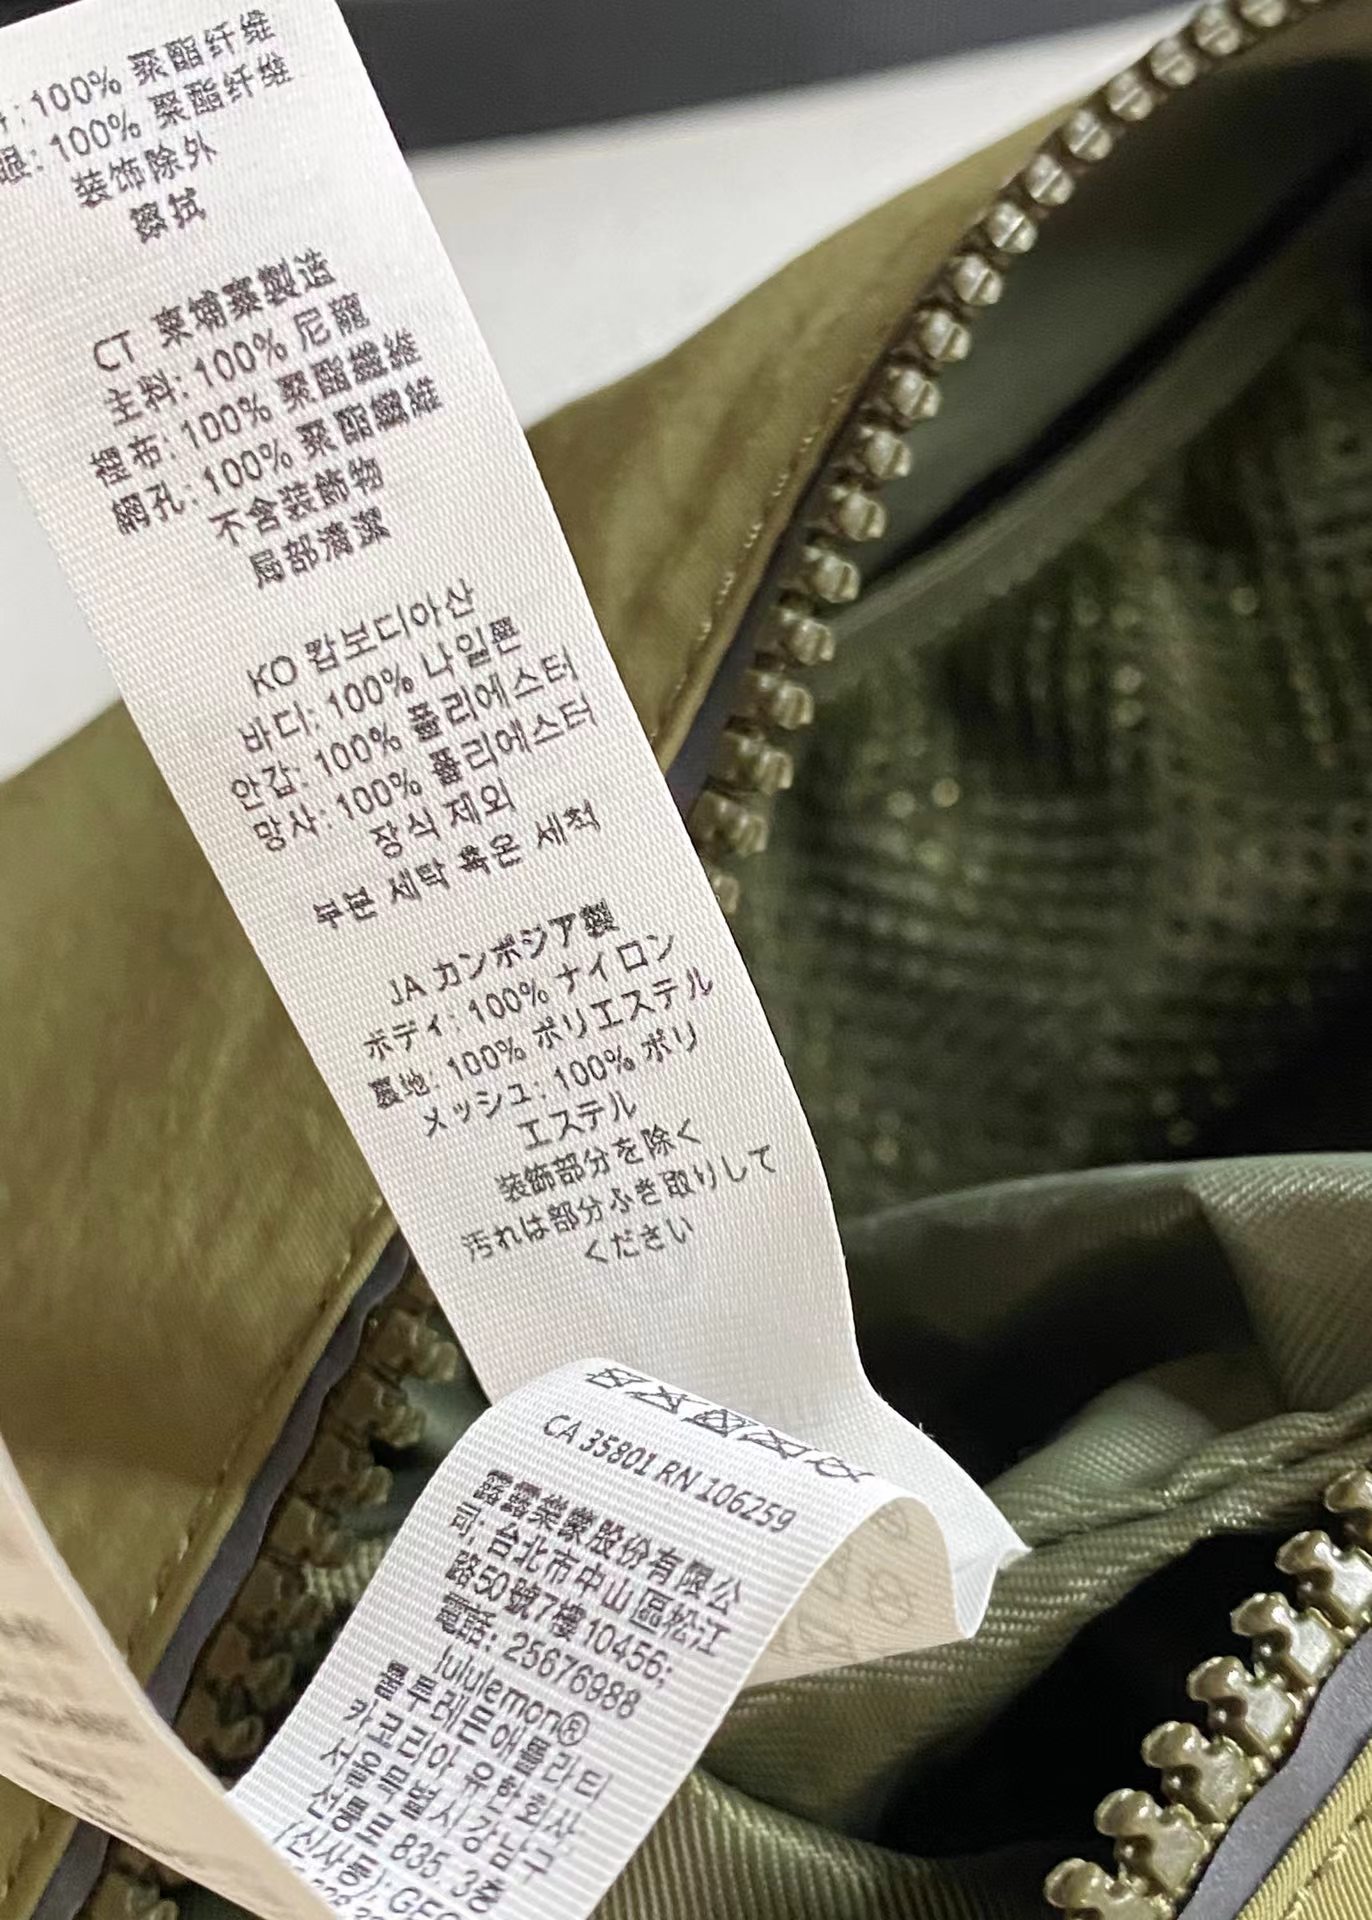 : 100% 聚酯纤维
眼: 100% 聚酯纤维
装饰除外
擦拭
CT 柬埔寨製造
主料: 100% 尼龍
裡布: 100% 聚酯纖維
網孔: 100% 聚酯纖維
不含装飾物
局部清潔
KO 캄보디아산
바디: 100% 나일론
안감: 100% 폴리에스터
망사: 100% 폴리에스터
장식 제외
부분 세탁 혹은 세척
JA カンボジア製
ボディ: 100% ナイロン
裏地: 100% ポリエステル
メッシュ: 100% ポリ
エステル
装飾部分を除く
汚れは部分ふき取りして
ください
CA 35801 RN 106259
露露樂蒙股份有限公
司: 台北市中山區松江
路50號7樓10456;
電話: 25676988
lululemon®
룰루레몬애틀라티
카코리아 유한회사
서울특별시강남구
선릉로 835. 3층
(신사동); GFC